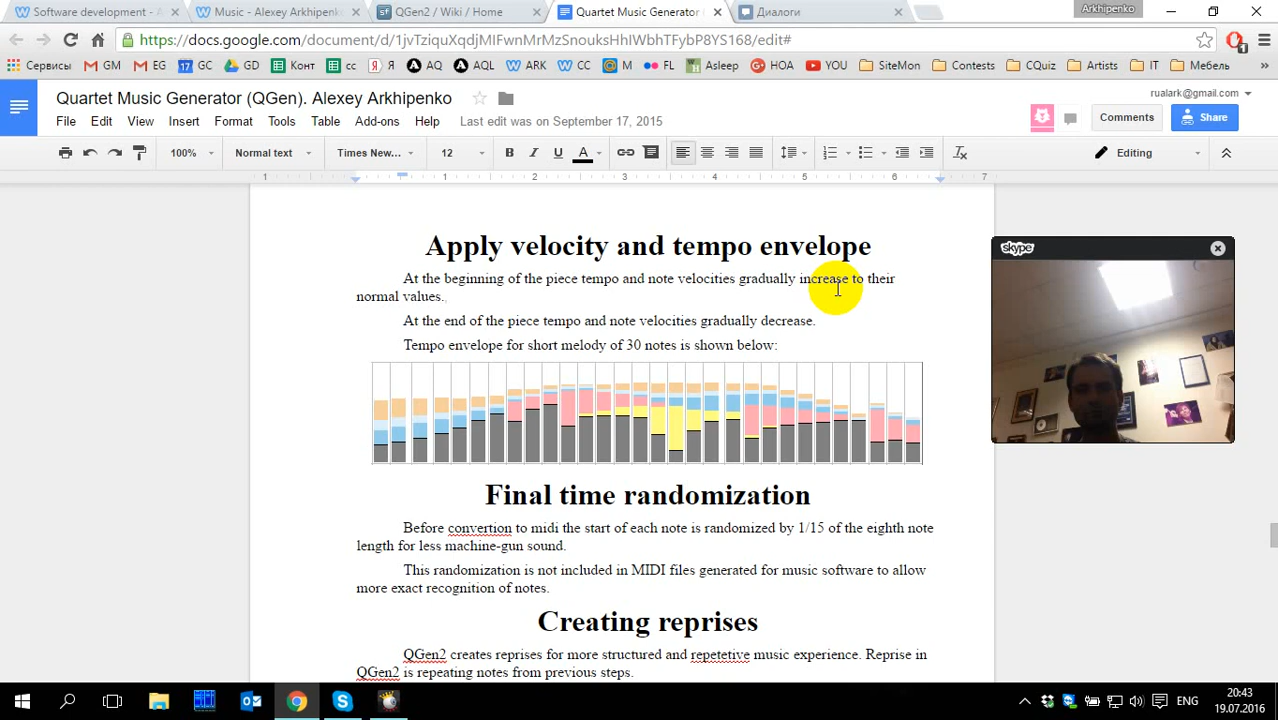 Software development - A
Music - Alexey Arkhipenk
QGen2 / Wiki / Home
Quartet Music Generator
Диалоги
Arkhipenko
https://docs.google.com/document/d/1jvTziquXqdjMIFwnMrMzSnouksHhIWbhTFybP8YS168/edit#
Сервисы GM EG GC GD Конт cc Я AQ AQL ARK CC M FL Asleep HOA YOU SiteMon Contests CQuiz Artists IT Мебель
Quartet Music Generator (QGen). Alexey Arkhipenko
rualark@gmail.com
File Edit View Insert Format Tools Table Add-ons Help Last edit was on September 17, 2015
Comments
Share
100% Normal text Times New... 12 B I U A Editing
1 1 2 3 4 5 6 7
Apply velocity and tempo envelope
At the beginning of the piece tempo and note velocities gradually increase to their
normal values.
At the end of the piece tempo and note velocities gradually decrease.
Tempo envelope for short melody of 30 notes is shown below:
skype
Final time randomization
Before convertion to midi the start of each note is randomized by 1/15 of the eighth note
length for less machine-gun sound.
This randomization is not included in MIDI files generated for music software to allow
more exact recognition of notes.
Creating reprises
QGen2 creates reprises for more structured and repetetive music experience. Reprise in
QGen2 is repeating notes from previous steps.
ENG
20:43
19.07.2016